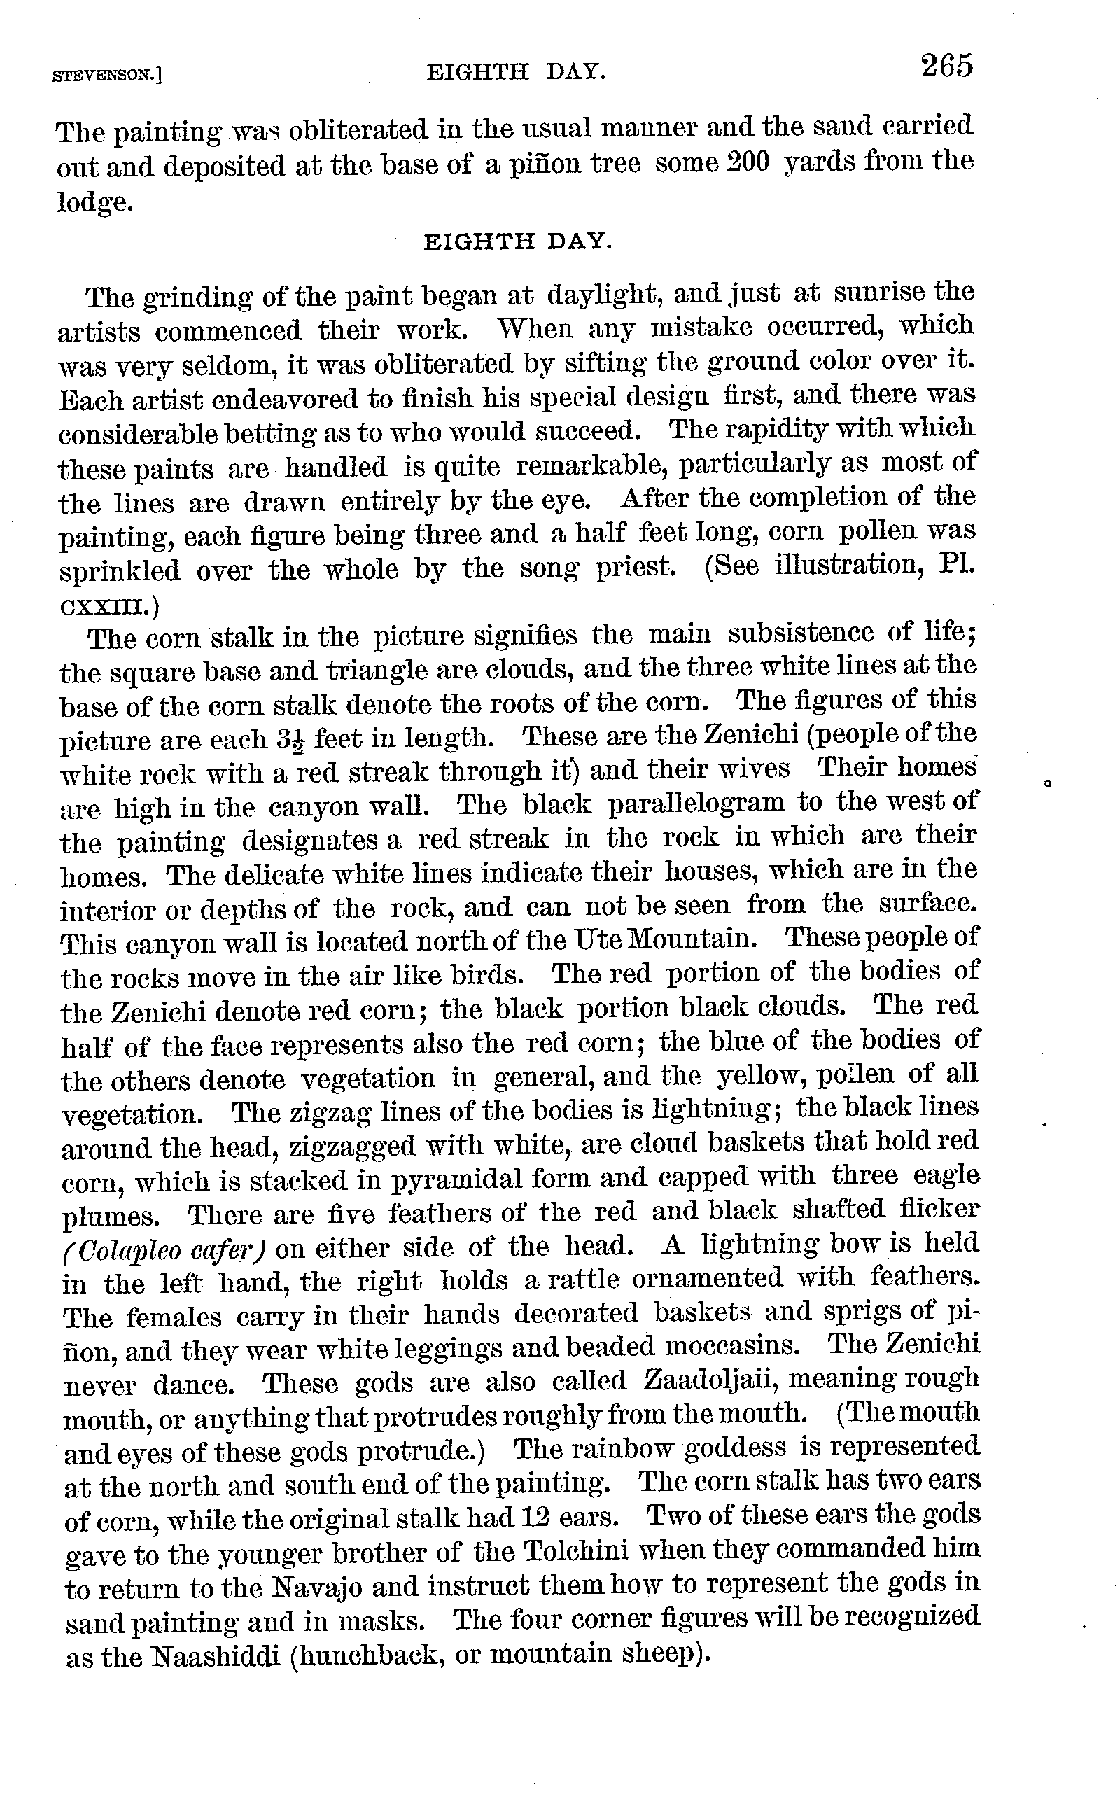 STEVENSON.] EIGHTH DAY. 265
The painting was obliterated in the usual manner and the sand carried
out and deposited at the base of a piñon tree some 200 yards from the
lodge.
EIGHTH DAY.
The grinding of the paint began at daylight, and just at sunrise the
artists commenced their work. When any mistake occurred, which
was very seldom, it was obliterated by sifting the ground color over it.
Each artist endeavored to finish his special design first, and there was
considerable betting as to who would succeed. The rapidity with which
these paints are handled is quite remarkable, particularly as most of
the lines are drawn entirely by the eye. After the completion of the
painting, each figure being three and a half feet long, corn pollen was
sprinkled over the whole by the song priest. (See illustration, Pl.
CXXIII.)
The corn stalk in the picture signifies the main subsistence of life;
the square base and triangle are clouds, and the three white lines at the
base of the corn stalk denote the roots of the corn. The figures of this
picture are each 3½ feet in length. These are the Zenichi (people of the
white rock with a red streak through it) and their wives Their homes
are high in the canyon wall. The black parallelogram to the west of
the painting designates a red streak in the rock in which are their
homes. The delicate white lines indicate their houses, which are in the
interior or depths of the rock, and can not be seen from the surface.
This canyon wall is located north of the Ute Mountain. These people of
the rocks move in the air like birds. The red portion of the bodies of
the Zenichi denote red corn; the black portion black clouds. The red
half of the face represents also the red corn; the blue of the bodies of
the others denote vegetation in general, and the yellow, pollen of all
vegetation. The zigzag lines of the bodies is lightning; the black lines
around the head, zigzagged with white, are cloud baskets that hold red
corn, which is stacked in pyramidal form and capped with three eagle
plumes. There are five feathers of the red and black shafted flicker
(Colapleo cafer) on either side of the head. A lightning bow is held
in the left hand, the right holds a rattle ornamented with feathers.
The females carry in their hands decorated baskets and sprigs of pi-
ñon, and they wear white leggings and beaded moccasins. The Zenichi
never dance. These gods are also called Zaadoljaii, meaning rough
mouth, or anything that protrudes roughly from the mouth. (The mouth
and eyes of these gods protrude.) The rainbow goddess is represented
at the north and south end of the painting. The corn stalk has two ears
of corn, while the original stalk had 12 ears. Two of these ears the gods
gave to the younger brother of the Tolchini when they commanded him
to return to the Navajo and instruct them how to represent the gods in
sand painting and in masks. The four corner figures will be recognized
as the Naashiddi (hunchback, or mountain sheep).